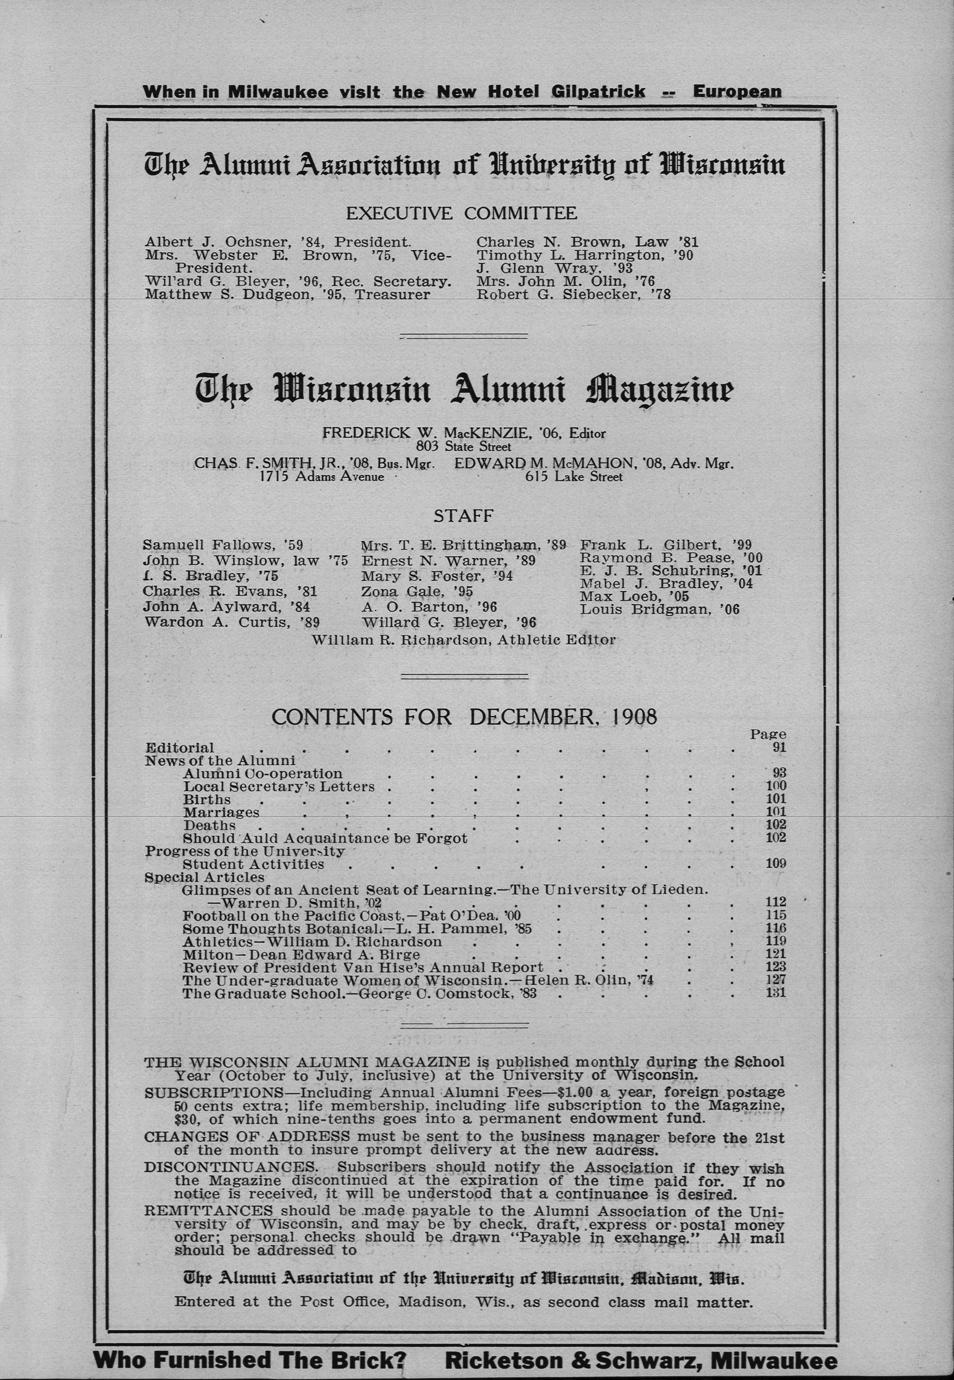 When in Milwaukee visit the New Hotel Gilpatrick -- European
The Alumni Association of University of Wisconsin
EXECUTIVE COMMITTEE
Albert J. Ochsner, '84, President.
Mrs. Webster E. Brown, '75, Vice-
President.
Wil'ard G. Bleyer, '96, Rec. Secretary.
Matthew S. Dudgeon, '95, Treasurer
Charles N. Brown, Law '81
Timothy L. Harrington, '90
J. Glenn Wray, '93
Mrs. John M. Olin, '76
Robert G. Siebecker, '78
The Wisconsin Alumni Magazine
FREDERICK W. MacKENZIE, '06, Editor
803 State Street
CHAS. F. SMITH, JR., '08, Bus. Mgr. EDWARD M. McMAHON, '08, Adv. Mgr.
1715 Adams Avenue 615 Lake Street
STAFF
Samuell Fallows, '59
John B. Winslow, law '75
I. S. Bradley, '75
Charles R. Evans, '81
John A. Aylward, '84
Wardon A. Curtis, '89
Mrs. T. E. Brittingham, '89
Ernest N. Warner, '89
Mary S. Foster, '94
Zona Gale, '95
A. O. Barton, '96
Willard G. Bleyer, '96
Frank L. Gilbert, '99
Raymond B. Pease, '00
E. J. B. Schubring, '01
Mabel J. Bradley, '04
Max Loeb, '05
Louis Bridgman, '06
William R. Richardson, Athletic Editor
CONTENTS FOR DECEMBER, 1908
Page
Editorial . . . . . . . . . . . . 91
News of the Alumni
Alumni Co-operation . . . . . . . . . 93
Local Secretary's Letters . . . . . . . . . 100
Births . . . . . . . . . . . . 101
Marriages . . . . . . . . . . . 101
Deaths . . . . . . . . . . . . 102
Should Auld Acquaintance be Forgot . . . . . . 102
Progress of the University
Student Activities . . . . . . . . . 109
Special Articles
Glimpses of an Ancient Seat of Learning.—The University of Lieden.
—Warren D. Smith, '02 . . . . . . . . 112
Football on the Pacific Coast,—Pat O'Dea. '00 . . . . . 115
Some Thoughts Botanical.—L. H. Pammel, '85 . . . . . 116
Athletics—William D. Richardson . . . . . . . 119
Milton—Dean Edward A. Birge . . . . . . . 121
Review of President Van Hise's Annual Report . . . . . 123
The Under-graduate Women of Wisconsin.—Helen R. Olin, '74 . . 127
The Graduate School.—George C. Comstock, '83 . . . . . 131
THE WISCONSIN ALUMNI MAGAZINE is published monthly during the School
Year (October to July, inclusive) at the University of Wisconsin.
SUBSCRIPTIONS—Including Annual Alumni Fees—$1.00 a year, foreign postage
50 cents extra; life membership, including life subscription to the Magazine,
$30, of which nine-tenths goes into a permanent endowment fund.
CHANGES OF ADDRESS must be sent to the business manager before the 21st
of the month to insure prompt delivery at the new address.
DISCONTINUANCES. Subscribers should notify the Association if they wish
the Magazine discontinued at the expiration of the time paid for. If no
notice is received, it will be understood that a continuance is desired.
REMITTANCES should be made payable to the Alumni Association of the Uni-
versity of Wisconsin, and may be by check, draft, express or postal money
order; personal checks should be drawn "Payable in exchange." All mail
should be addressed to
The Alumni Association of the University of Wisconsin, Madison, Wis.
Entered at the Post Office, Madison, Wis., as second class mail matter.
Who Furnished The Brick? Ricketson & Schwarz, Milwaukee